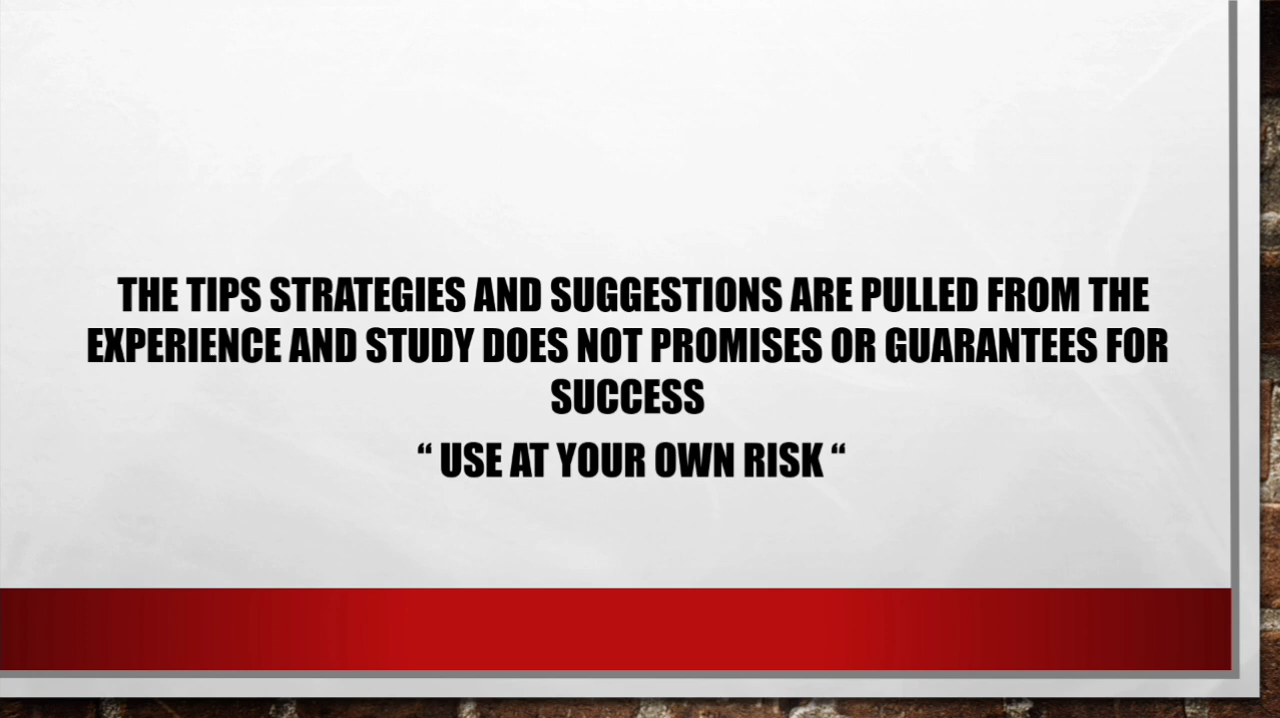 THE TIPS STRATEGIES AND SUGGESTIONS ARE PULLED FROM THE
EXPERIENCE AND STUDY DOES NOT PROMISES OR GUARANTEES FOR
SUCCESS
“ USE AT YOUR OWN RISK “